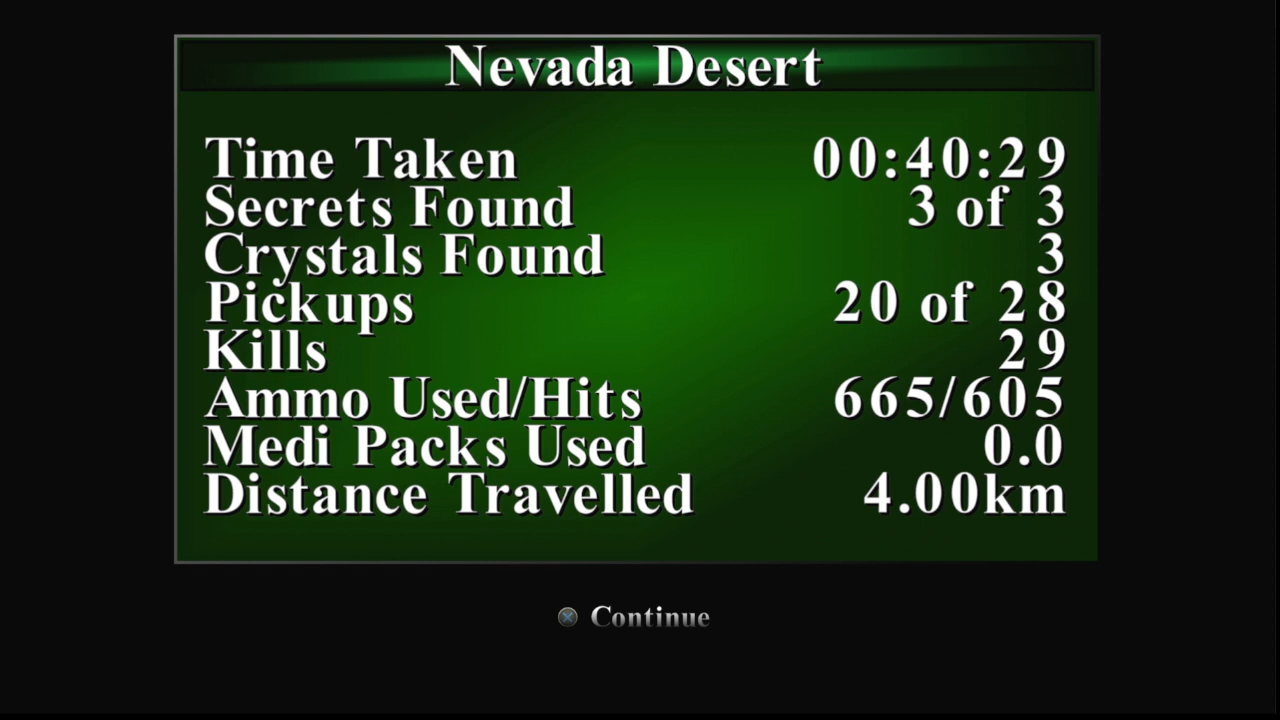 Nevada Desert
Time Taken 00:40:29
Secrets Found 3 of 3
Crystals Found 3
Pickups 20 of 28
Kills 29
Ammo Used/Hits 665/605
Medi Packs Used 0.0
Distance Travelled 4.00km
Continue